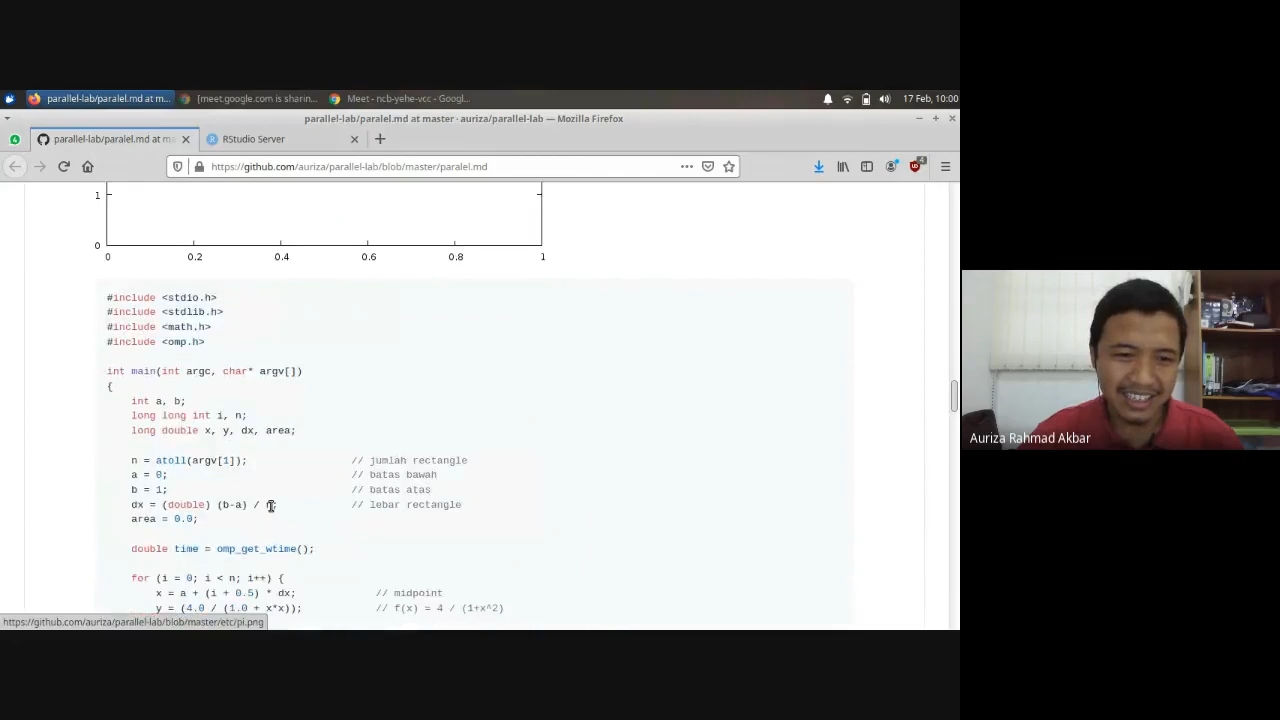 parallel-lab/paralel.md at m...
[meet.google.com is sharin...
Meet - ncb-yehe-vcc - Googl...
17 Feb, 10:00
parallel-lab/paralel.md at master · auriza/parallel-lab — Mozilla Firefox
parallel-lab/paralel.md at ma
RStudio Server
https://github.com/auriza/parallel-lab/blob/master/paralel.md
1
0
0 0.2 0.4 0.6 0.8 1
#include <stdio.h>
#include <stdlib.h>
#include <math.h>
#include <omp.h>
int main(int argc, char* argv[])
{
int a, b;
long long int i, n;
long double x, y, dx, area;
n = atoll(argv[1]); // jumlah rectangle
a = 0; // batas bawah
b = 1; // batas atas
dx = (double) (b-a) / n; // lebar rectangle
area = 0.0;
double time = omp_get_wtime();
for (i = 0; i < n; i++) {
x = a + (i + 0.5) * dx; // midpoint
y = (4.0 / (1.0 + x*x)); // f(x) = 4 / (1+x^2)
https://github.com/auriza/parallel-lab/blob/master/etc/pi.png
Auriza Rahmad Akbar